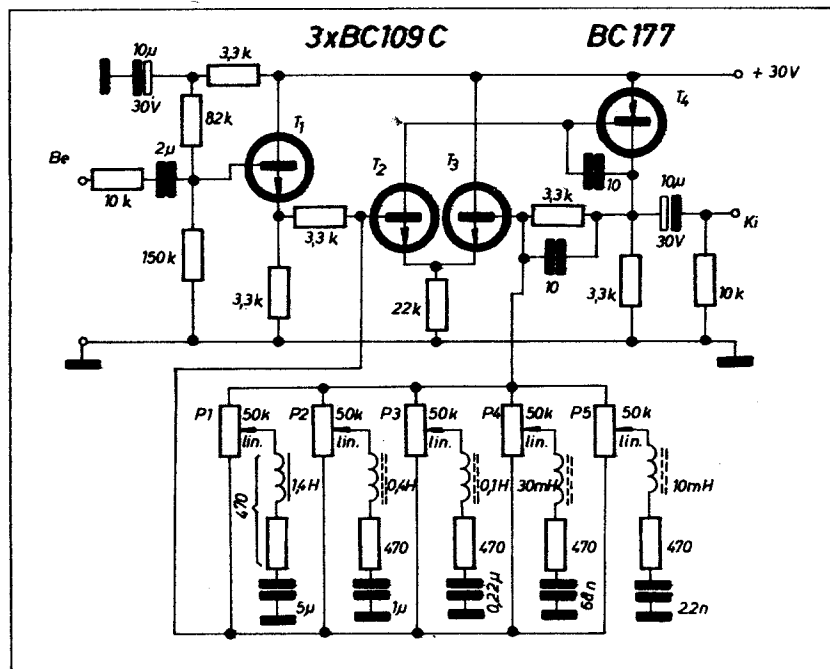 3xBC109C
BC177
10µ
30V
3,3k
82k
2µ
Be
10k
150k
T1
3,3k
3,3k
T2
T3
22k
T4
+30V
10
3,3k
10
10µ
30V
Ki
3,3k
10k
P1
50k
lin.
P2
50k
lin.
P3
50k
lin.
P4
50k
lin.
P5
50k
lin.
470
1,4H
0,4H
0,1H
30mH
10mH
470
470
470
470
5µ
1µ
0,22µ
68n
22n